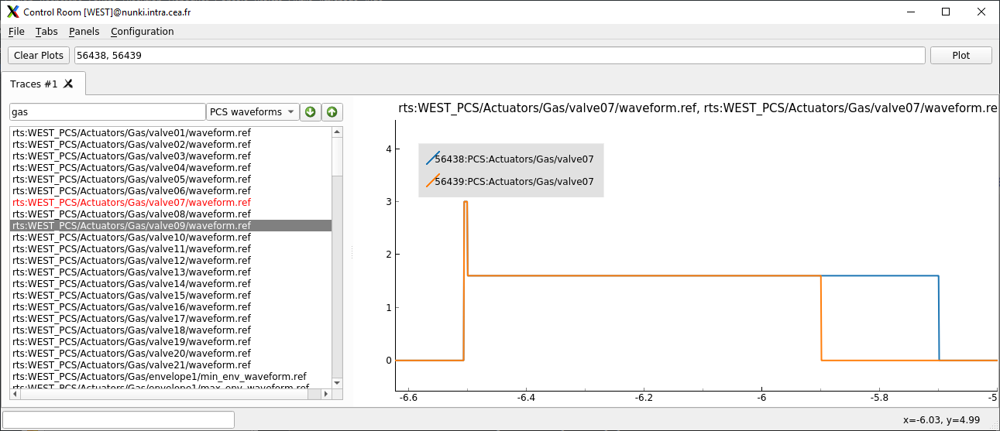 Control Room [WEST]@nunki.intra.cea.fr
File Tabs Panels Configuration
Clear Plots 56438, 56439 Plot
Traces #1
gas PCS waveforms
rts:WEST_PCS/Actuators/Gas/valve01/waveform.ref
rts:WEST_PCS/Actuators/Gas/valve02/waveform.ref
rts:WEST_PCS/Actuators/Gas/valve03/waveform.ref
rts:WEST_PCS/Actuators/Gas/valve04/waveform.ref
rts:WEST_PCS/Actuators/Gas/valve05/waveform.ref
rts:WEST_PCS/Actuators/Gas/valve06/waveform.ref
rts:WEST_PCS/Actuators/Gas/valve07/waveform.ref
rts:WEST_PCS/Actuators/Gas/valve08/waveform.ref
rts:WEST_PCS/Actuators/Gas/valve09/waveform.ref
rts:WEST_PCS/Actuators/Gas/valve10/waveform.ref
rts:WEST_PCS/Actuators/Gas/valve11/waveform.ref
rts:WEST_PCS/Actuators/Gas/valve12/waveform.ref
rts:WEST_PCS/Actuators/Gas/valve13/waveform.ref
rts:WEST_PCS/Actuators/Gas/valve14/waveform.ref
rts:WEST_PCS/Actuators/Gas/valve15/waveform.ref
rts:WEST_PCS/Actuators/Gas/valve16/waveform.ref
rts:WEST_PCS/Actuators/Gas/valve17/waveform.ref
rts:WEST_PCS/Actuators/Gas/valve18/waveform.ref
rts:WEST_PCS/Actuators/Gas/valve19/waveform.ref
rts:WEST_PCS/Actuators/Gas/valve20/waveform.ref
rts:WEST_PCS/Actuators/Gas/valve21/waveform.ref
rts:WEST_PCS/Actuators/Gas/envelope1/min_env_waveform.ref
rts:WEST_PCS/Actuators/Gas/envelope1/max_env_waveform.ref
rts:WEST_PCS/Actuators/Gas/valve07/waveform.ref, rts:WEST_PCS/Actuators/Gas/valve07/waveform.re
56438:PCS:Actuators/Gas/valve07
56439:PCS:Actuators/Gas/valve07
4
3
2
1
0
-6.6 -6.4 -6.2 -6 -5.8 -5
x=-6.03, y=4.99